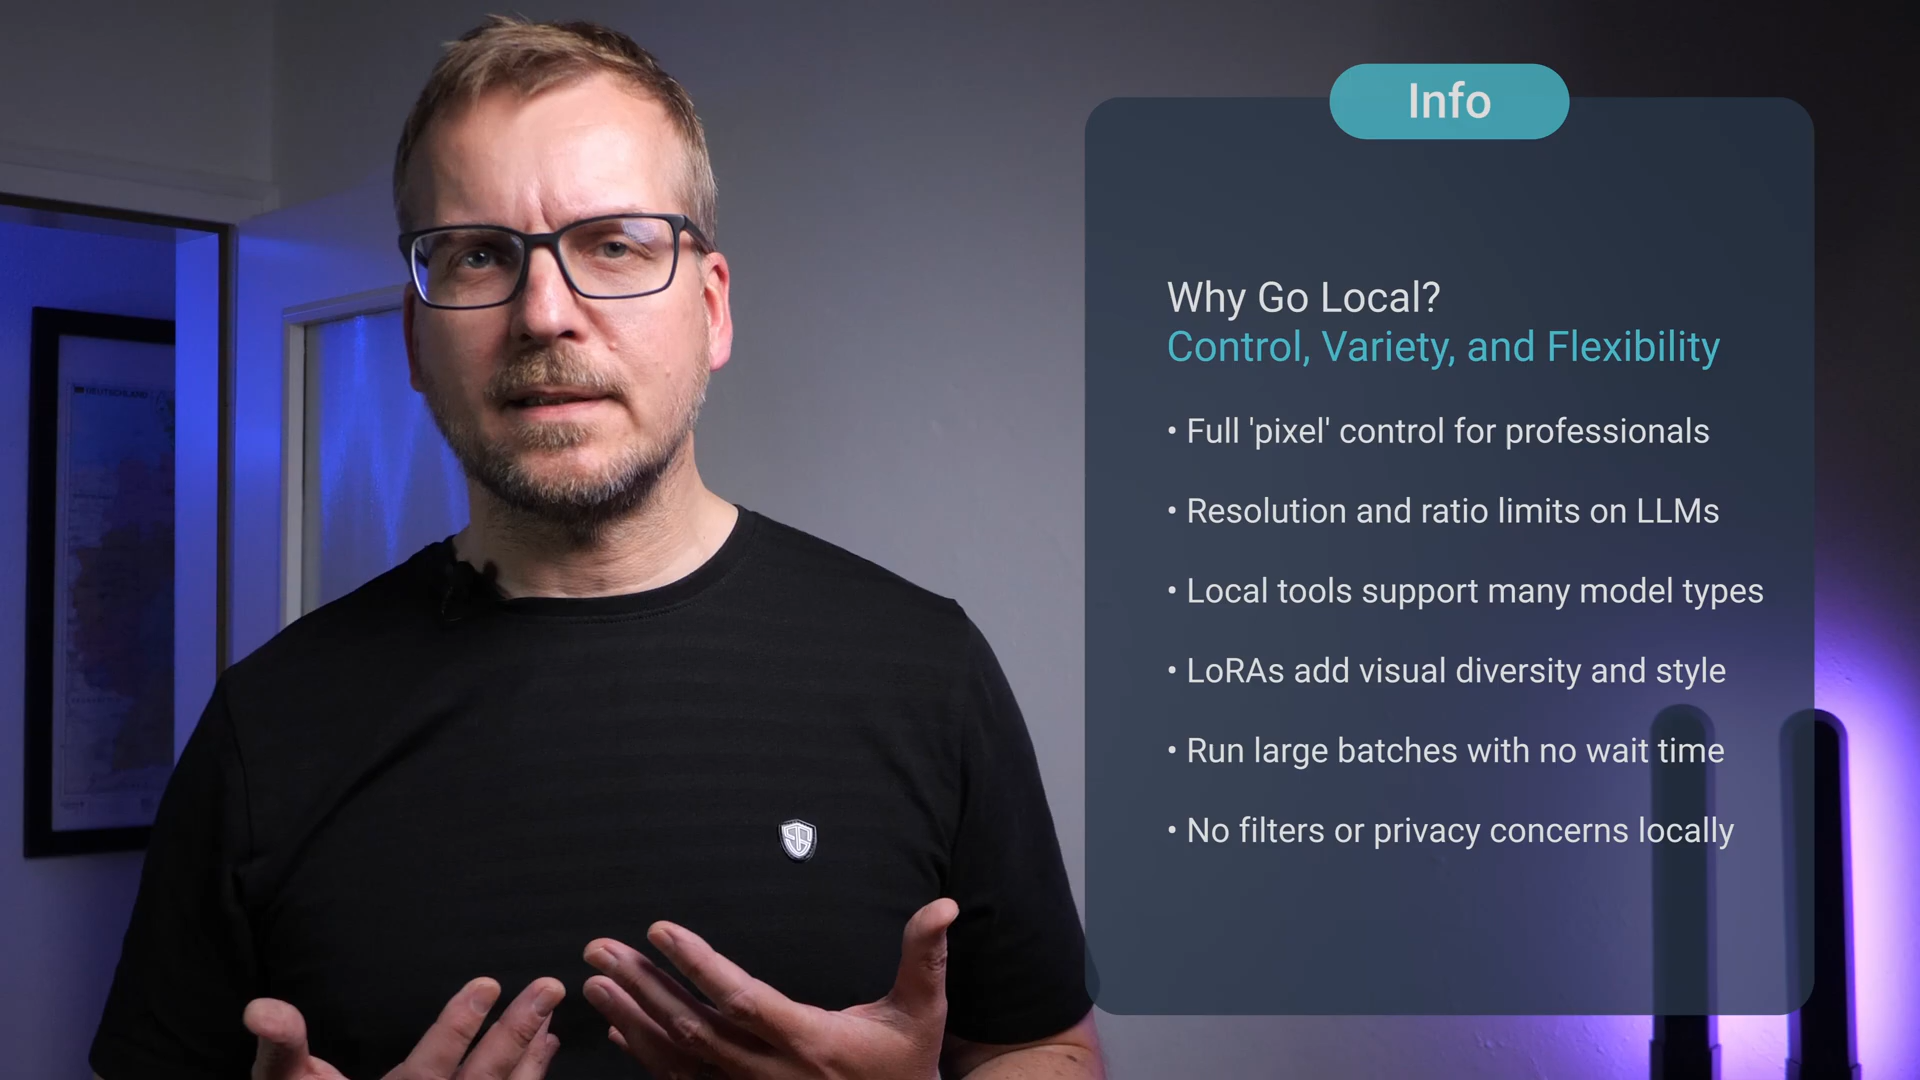 Info
Why Go Local?
Control, Variety, and Flexibility
• Full 'pixel' control for professionals
• Resolution and ratio limits on LLMs
• Local tools support many model types
• LoRAs add visual diversity and style
• Run large batches with no wait time
• No filters or privacy concerns locally
DEUTSCHLAND